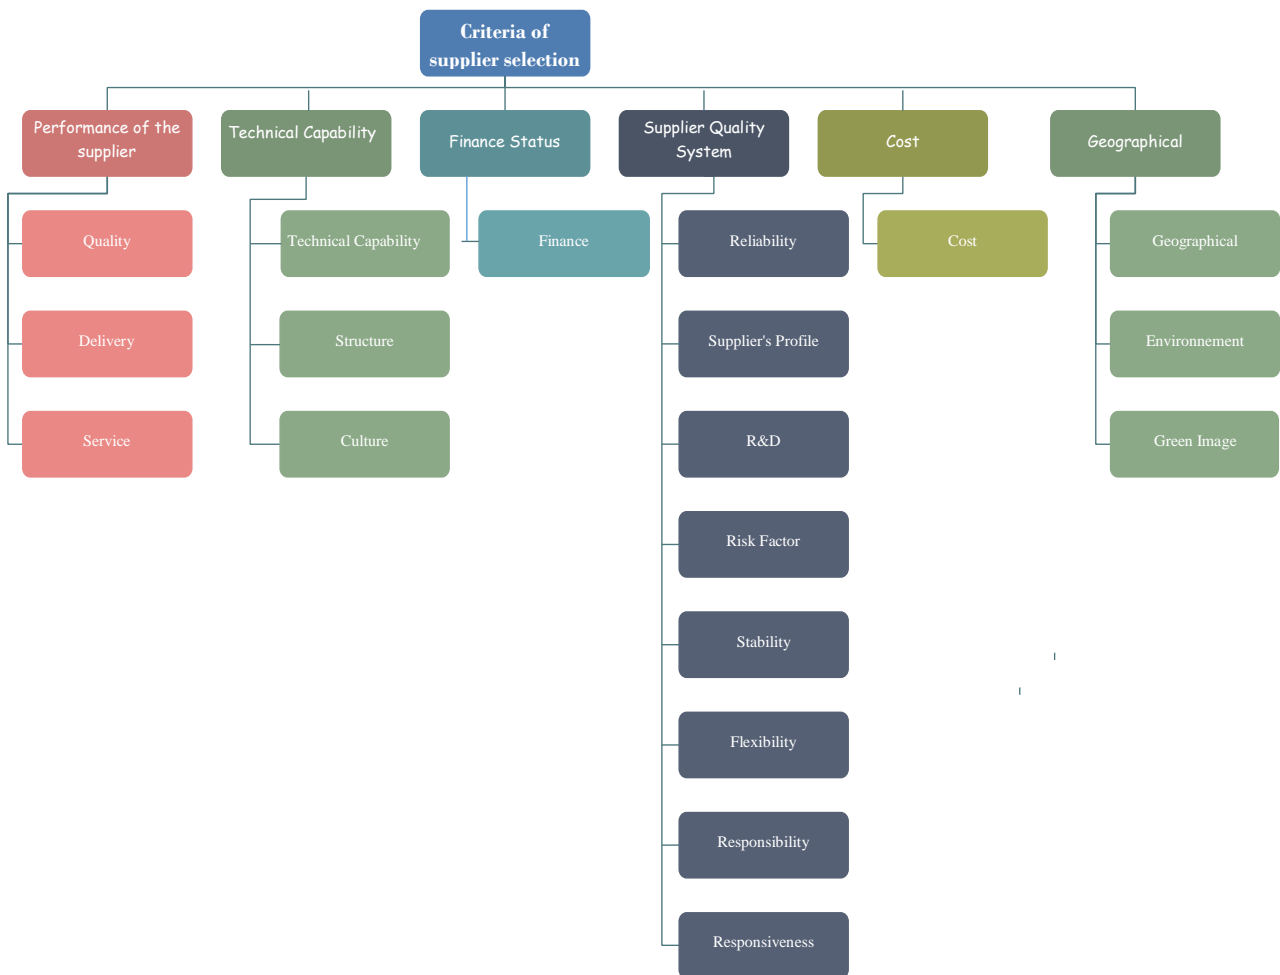 Criteria of
supplier selection
Performance of the
supplier
Technical Capability
Finance Status
Supplier Quality
System
Cost
Geographical
Quality
Technical Capability
Finance
Reliability
Cost
Geographical
Delivery
Structure
Supplier's Profile
Environnement
Service
Culture
R&D
Green Image
Risk Factor
Stability
Flexibility
Responsibility
Responsiveness